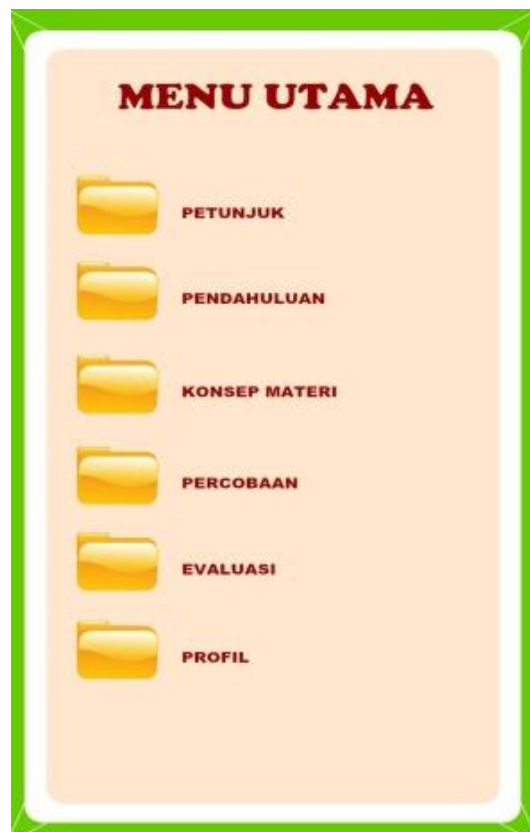 MENU UTAMA
PETUNJUK
PENDAHULUAN
KONSEP MATERI
PERCOBAAN
EVALUASI
PROFIL